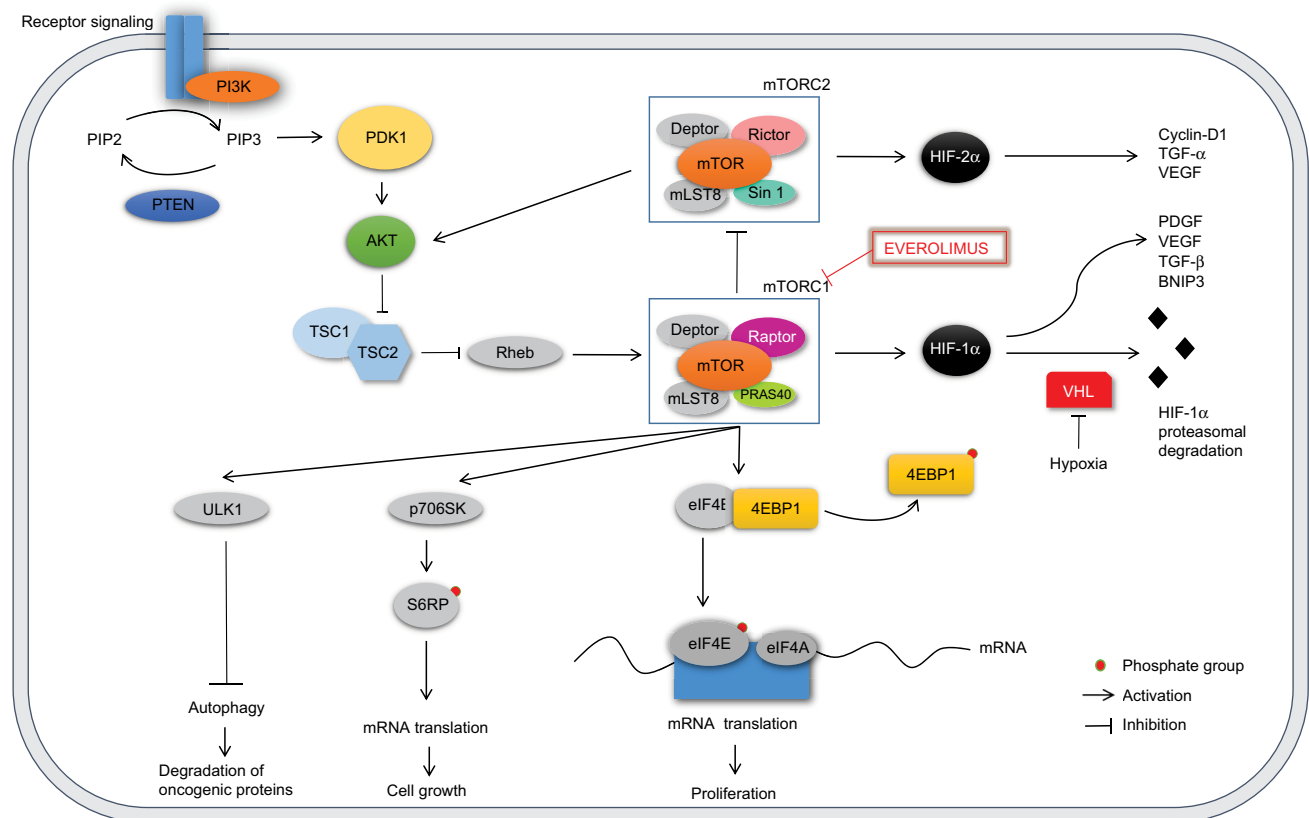 Receptor signaling
PI3K
PIP2
PIP3
PDK1
PTEN
AKT
TSC1
TSC2
Rheb
mTORC2
Deptor
Rictor
mTOR
mLST8
Sin 1
HIF-2α
Cyclin-D1
TGF-α
VEGF
EVEROLIMUS
mTORC1
Deptor
Raptor
mTOR
mLST8
PRAS40
HIF-1α
PDGF
VEGF
TGF-β
BNIP3
VHL
Hypoxia
HIF-1α
proteasomal
degradation
ULK1
p706SK
eIF4E
4EBP1
4EBP1
S6RP
eIF4E
eIF4A
mRNA
Autophagy
mRNA translation
mRNA translation
Degradation of
oncogenic proteins
Cell growth
Proliferation
Phosphate group
Activation
Inhibition